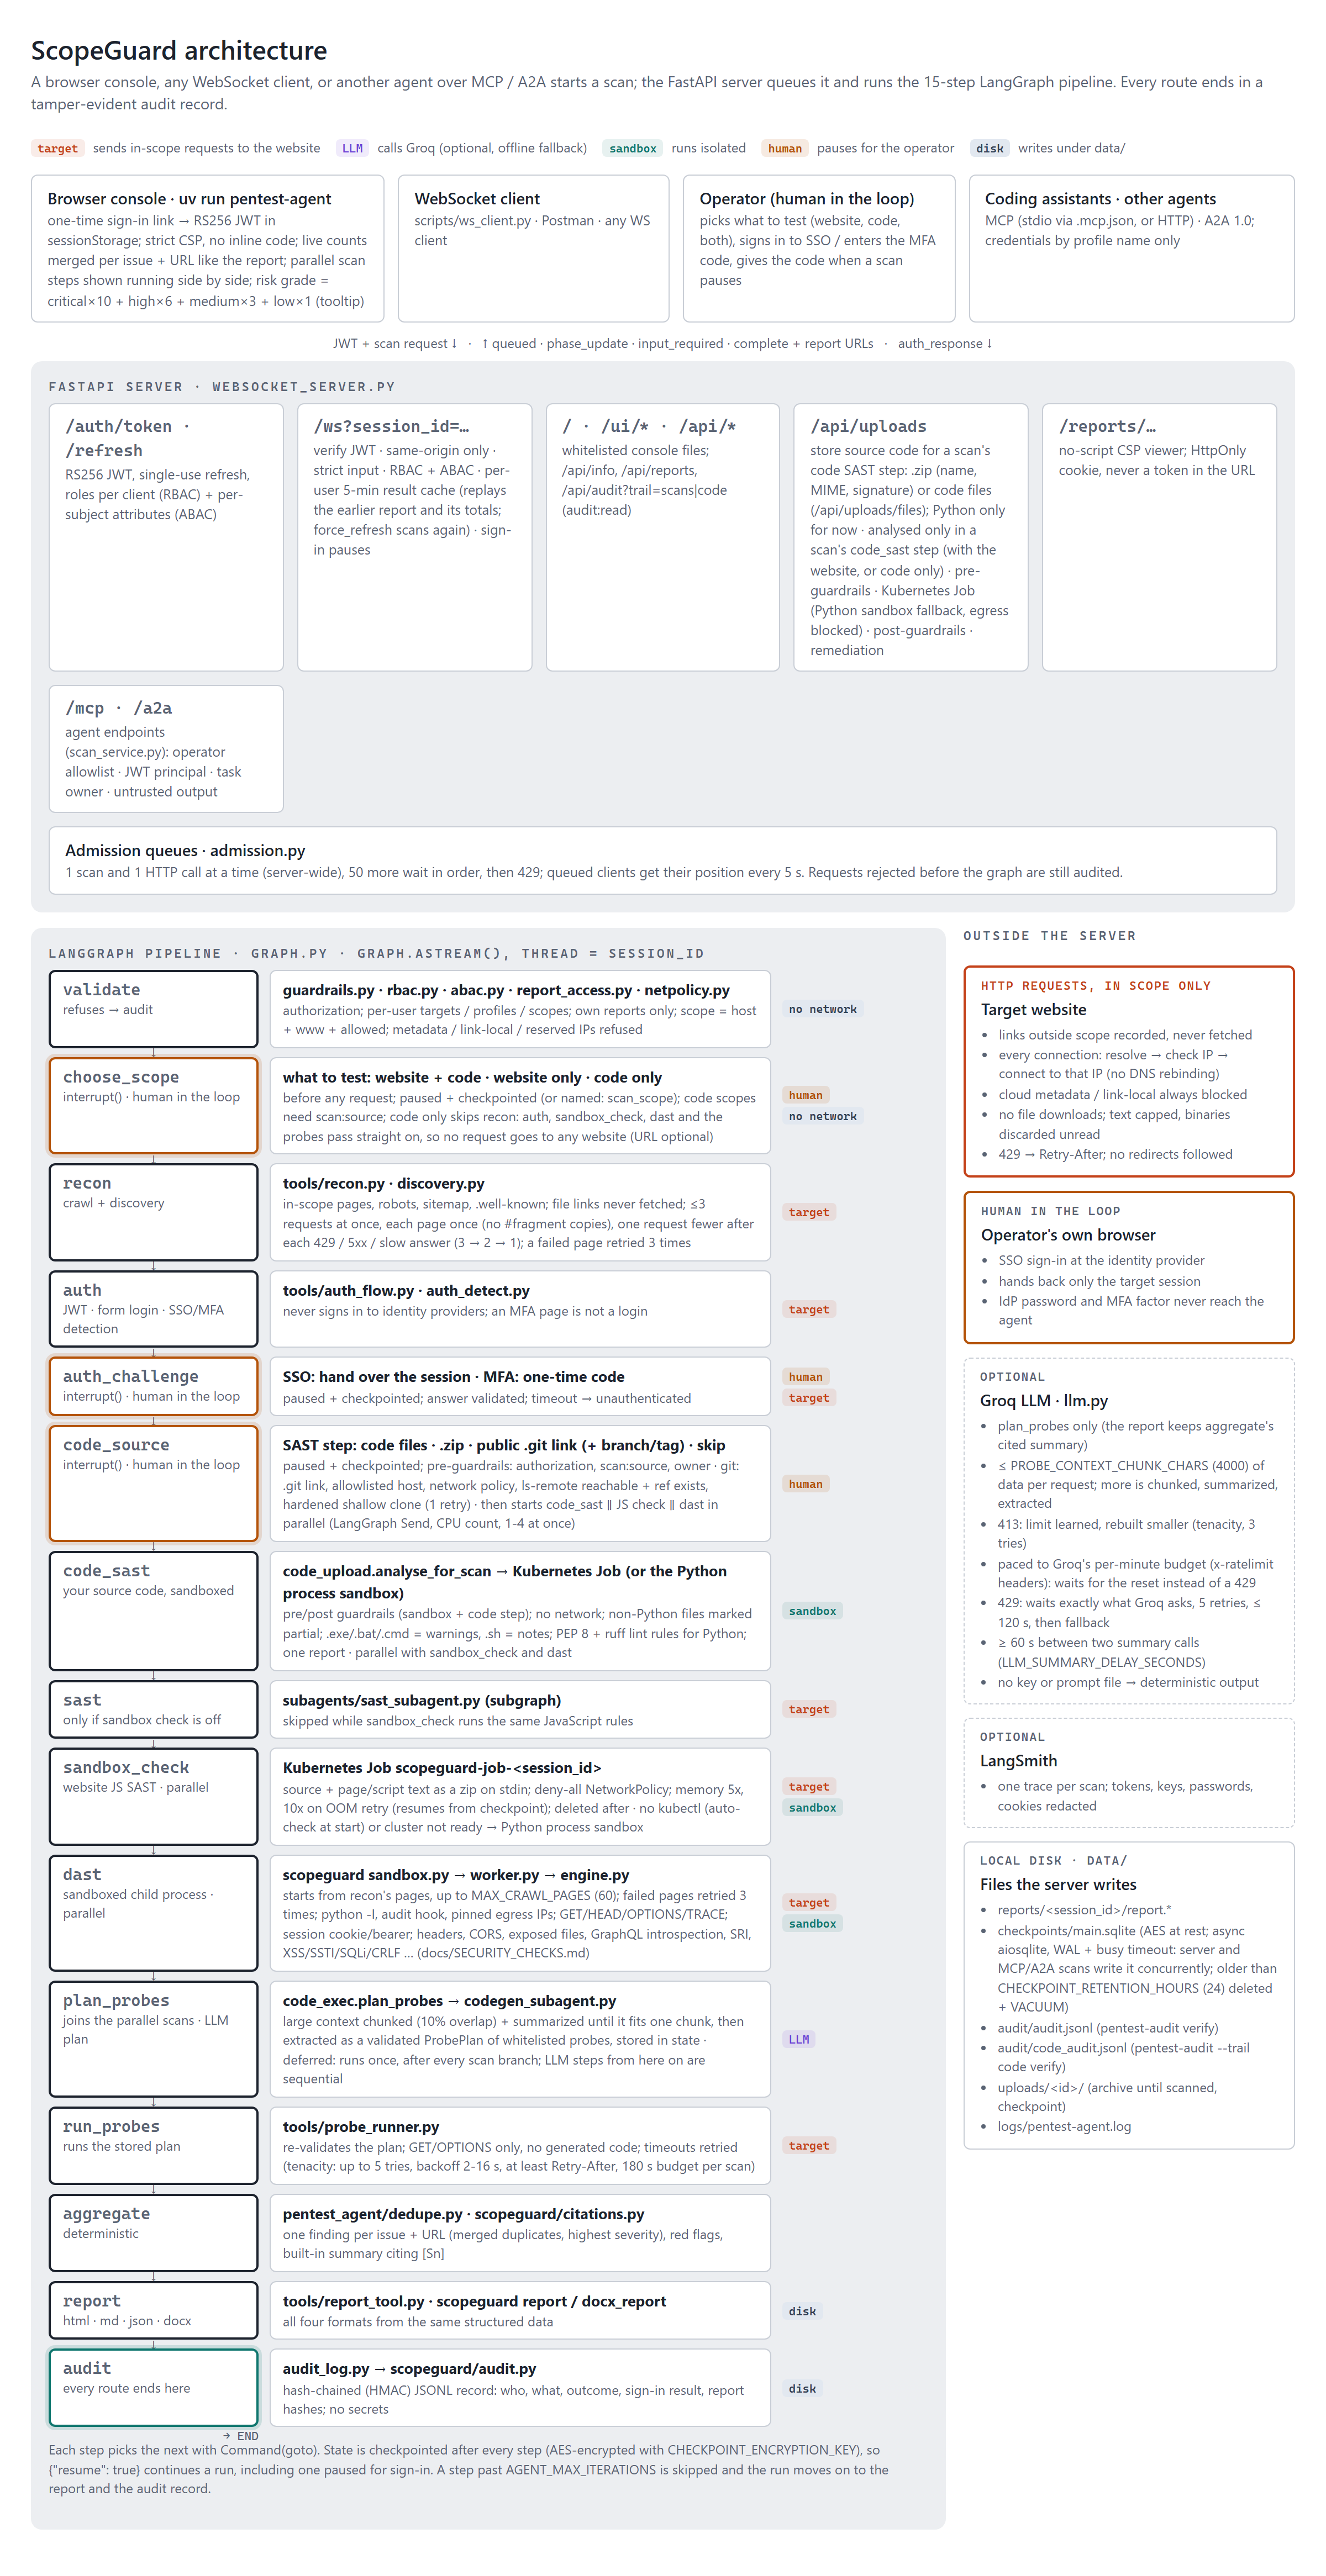 ScopeGuard architecture
A browser console, any WebSocket client, or another agent over MCP / A2A starts a scan; the FastAPI server queues it and runs the 15-step LangGraph pipeline. Every route ends in a
tamper-evident audit record.
target sends in-scope requests to the website LLM calls Groq (optional, offline fallback) sandbox runs isolated human pauses for the operator disk writes under data/
Browser console · uv run pentest-agent
one-time sign-in link → RS256 JWT in
sessionStorage; strict CSP, no inline code; live counts
merged per issue + URL like the report; parallel scan
steps shown running side by side; risk grade =
critical×10 + high×6 + medium×3 + low×1 (tooltip)
WebSocket client
scripts/ws_client.py · Postman · any WS
client
Operator (human in the loop)
picks what to test (website, code,
both), signs in to SSO / enters the MFA
code, gives the code when a scan
pauses
Coding assistants · other agents
MCP (stdio via .mcp.json, or HTTP) · A2A 1.0;
credentials by profile name only
JWT + scan request ↓ · ↑ queued · phase_update · input_required · complete + report URLs · auth_response ↓
FASTAPI SERVER · WEBSOCKET_SERVER.PY
/auth/token ·
/refresh
RS256 JWT, single-use refresh,
roles per client (RBAC) + per-
subject attributes (ABAC)
/ws?session_id=…
verify JWT · same-origin only ·
strict input · RBAC + ABAC · per-
user 5-min result cache (replays
the earlier report and its totals;
force_refresh scans again) · sign-
in pauses
/ · /ui/* · /api/*
whitelisted console files;
/api/info, /api/reports,
/api/audit?trail=scans|code
(audit:read)
/api/uploads
store source code for a scan's
code SAST step: .zip (name,
MIME, signature) or code files
(/api/uploads/files); Python only
for now · analysed only in a
scan's code_sast step (with the
website, or code only) · pre-
guardrails · Kubernetes Job
(Python sandbox fallback, egress
blocked) · post-guardrails ·
remediation
/reports/…
no-script CSP viewer; HttpOnly
cookie, never a token in the URL
/mcp · /a2a
agent endpoints
(scan_service.py): operator
allowlist · JWT principal · task
owner · untrusted output
Admission queues · admission.py
1 scan and 1 HTTP call at a time (server-wide), 50 more wait in order, then 429; queued clients get their position every 5 s. Requests rejected before the graph are still audited.
LANGGRAPH PIPELINE · GRAPH.PY · GRAPH.ASTREAM(), THREAD = SESSION_ID
validate
refuses → audit
guardrails.py · rbac.py · abac.py · report_access.py · netpolicy.py
authorization; per-user targets / profiles / scopes; own reports only; scope = host
+ www + allowed; metadata / link-local / reserved IPs refused
no network
choose_scope
interrupt() · human in the loop
what to test: website + code · website only · code only
before any request; paused + checkpointed (or named: scan_scope); code scopes
need scan:source; code only skips recon: auth, sandbox_check, dast and the
probes pass straight on, so no request goes to any website (URL optional)
human
no network
recon
crawl + discovery
tools/recon.py · discovery.py
in-scope pages, robots, sitemap, .well-known; file links never fetched; ≤3
requests at once, each page once (no #fragment copies), one request fewer after
each 429 / 5xx / slow answer (3 → 2 → 1); a failed page retried 3 times
target
auth
JWT · form login · SSO/MFA
detection
tools/auth_flow.py · auth_detect.py
never signs in to identity providers; an MFA page is not a login
target
auth_challenge
interrupt() · human in the loop
SSO: hand over the session · MFA: one-time code
paused + checkpointed; answer validated; timeout → unauthenticated
human
target
code_source
interrupt() · human in the loop
SAST step: code files · .zip · public .git link (+ branch/tag) · skip
paused + checkpointed; pre-guardrails: authorization, scan:source, owner · git:
.git link, allowlisted host, network policy, ls-remote reachable + ref exists,
hardened shallow clone (1 retry) · then starts code_sast ‖ JS check ‖ dast in
parallel (LangGraph Send, CPU count, 1-4 at once)
human
code_sast
your source code, sandboxed
code_upload.analyse_for_scan → Kubernetes Job (or the Python
process sandbox)
pre/post guardrails (sandbox + code step); no network; non-Python files marked
partial; .exe/.bat/.cmd = warnings, .sh = notes; PEP 8 + ruff lint rules for Python;
one report · parallel with sandbox_check and dast
sandbox
sast
only if sandbox check is off
subagents/sast_subagent.py (subgraph)
skipped while sandbox_check runs the same JavaScript rules
target
sandbox_check
website JS SAST · parallel
Kubernetes Job scopeguard-job-<session_id>
source + page/script text as a zip on stdin; deny-all NetworkPolicy; memory 5x,
10x on OOM retry (resumes from checkpoint); deleted after · no kubectl (auto-
check at start) or cluster not ready → Python process sandbox
target
sandbox
dast
sandboxed child process ·
parallel
scopeguard sandbox.py → worker.py → engine.py
starts from recon's pages, up to MAX_CRAWL_PAGES (60); failed pages retried 3
times; python -I, audit hook, pinned egress IPs; GET/HEAD/OPTIONS/TRACE;
session cookie/bearer; headers, CORS, exposed files, GraphQL introspection, SRI,
XSS/SSTI/SQLi/CRLF … (docs/SECURITY_CHECKS.md)
target
sandbox
plan_probes
joins the parallel scans · LLM
plan
code_exec.plan_probes → codegen_subagent.py
large context chunked (10% overlap) + summarized until it fits one chunk, then
extracted as a validated ProbePlan of whitelisted probes, stored in state ·
deferred: runs once, after every scan branch; LLM steps from here on are
sequential
LLM
run_probes
runs the stored plan
tools/probe_runner.py
re-validates the plan; GET/OPTIONS only, no generated code; timeouts retried
(tenacity: up to 5 tries, backoff 2-16 s, at least Retry-After, 180 s budget per scan)
target
aggregate
deterministic
pentest_agent/dedupe.py · scopeguard/citations.py
one finding per issue + URL (merged duplicates, highest severity), red flags,
built-in summary citing [Sn]
report
html · md · json · docx
tools/report_tool.py · scopeguard report / docx_report
all four formats from the same structured data
disk
audit
every route ends here
audit_log.py → scopeguard/audit.py
hash-chained (HMAC) JSONL record: who, what, outcome, sign-in result, report
hashes; no secrets
disk
→ END
Each step picks the next with Command(goto). State is checkpointed after every step (AES-encrypted with CHECKPOINT_ENCRYPTION_KEY), so
{"resume": true} continues a run, including one paused for sign-in. A step past AGENT_MAX_ITERATIONS is skipped and the run moves on to the
report and the audit record.
OUTSIDE THE SERVER
HTTP REQUESTS, IN SCOPE ONLY
Target website
• links outside scope recorded, never fetched
• every connection: resolve → check IP →
connect to that IP (no DNS rebinding)
• cloud metadata / link-local always blocked
• no file downloads; text capped, binaries
discarded unread
• 429 → Retry-After; no redirects followed
HUMAN IN THE LOOP
Operator's own browser
• SSO sign-in at the identity provider
• hands back only the target session
• IdP password and MFA factor never reach the
agent
OPTIONAL
Groq LLM · llm.py
• plan_probes only (the report keeps aggregate's
cited summary)
• ≤ PROBE_CONTEXT_CHUNK_CHARS (4000) of
data per request; more is chunked, summarized,
extracted
• 413: limit learned, rebuilt smaller (tenacity, 3
tries)
• paced to Groq's per-minute budget (x-ratelimit
headers): waits for the reset instead of a 429
• 429: waits exactly what Groq asks, 5 retries, ≤
120 s, then fallback
• ≥ 60 s between two summary calls
(LLM_SUMMARY_DELAY_SECONDS)
• no key or prompt file → deterministic output
OPTIONAL
LangSmith
• one trace per scan; tokens, keys, passwords,
cookies redacted
LOCAL DISK · DATA/
Files the server writes
• reports/<session_id>/report.*
• checkpoints/main.sqlite (AES at rest; async
aiosqlite, WAL + busy timeout: server and
MCP/A2A scans write it concurrently; older than
CHECKPOINT_RETENTION_HOURS (24) deleted
+ VACUUM)
• audit/audit.jsonl (pentest-audit verify)
• audit/code_audit.jsonl (pentest-audit --trail
code verify)
• uploads/<id>/ (archive until scanned,
checkpoint)
• logs/pentest-agent.log